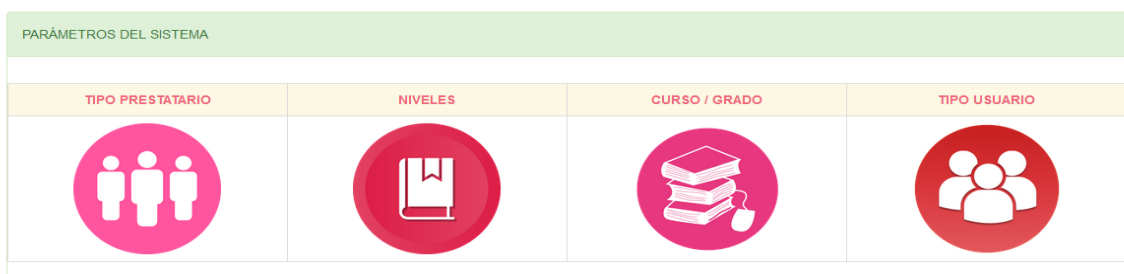 PARÁMETROS DEL SISTEMA
TIPO PRESTATARIO
NIVELES
CURSO / GRADO
TIPO USUARIO